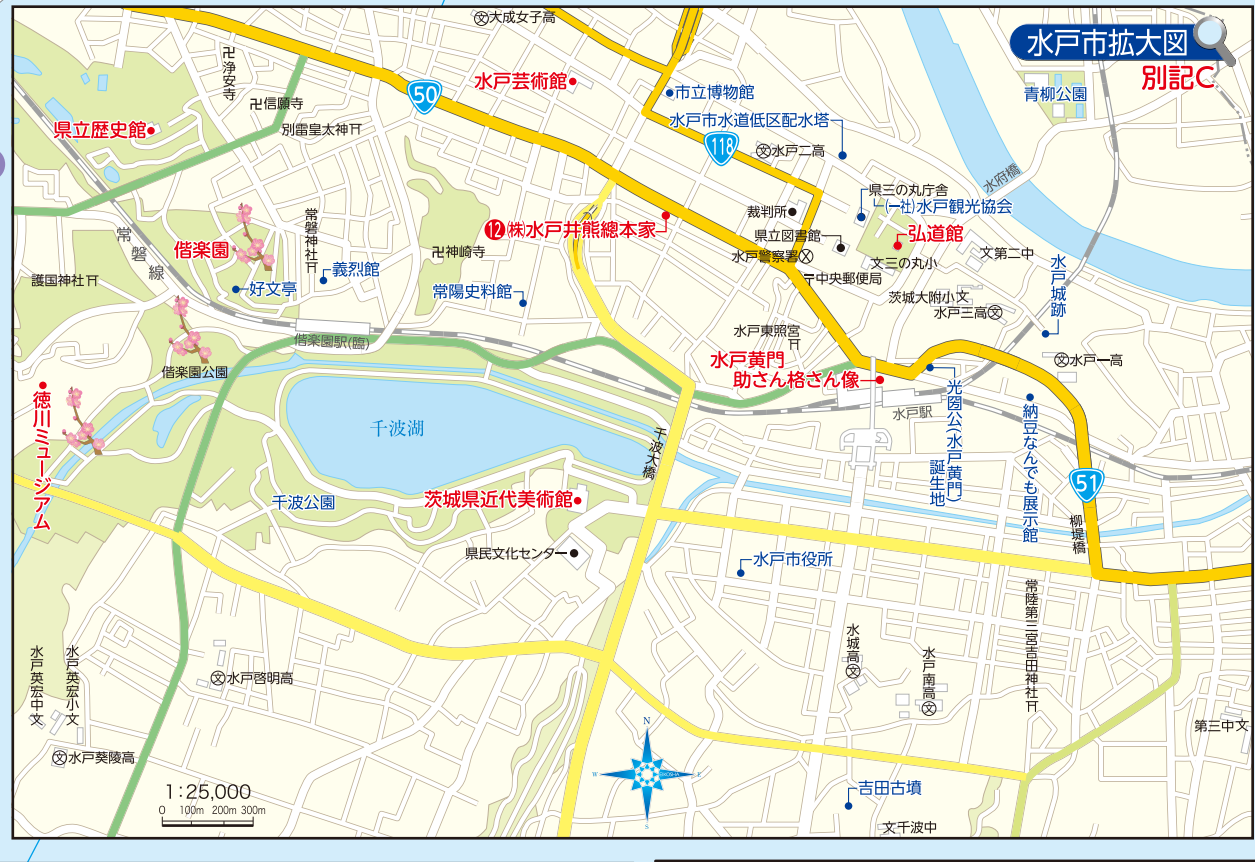 水戸市拡大図
別記C
大成女子高
50
水戸芸術館
市立博物館
水戸市水道低区配水塔
118
水戸二高
青柳公園
浄安寺
信願寺
別雷皇太神
県立歴史館
水府橋
県三の丸庁舎
(一社)水戸観光協会
裁判所
県立図書館
弘道館
水戸警察署
文三の丸小
文第二中
中央郵便局
茨城大附小文
水戸三高
水戸城跡
⑫㈱水戸井熊總本家
常磐線
偕楽園
常磐神社
神崎寺
義烈館
好文亭
護国神社
常陽史料館
水戸東照宮
水戸黄門
助さん格さん像
水戸一高
偕楽園駅(臨)
偕楽園公園
徳川ミュージアム
千波湖
千波大橋
水戸駅
光圀公(水戸黄門)
誕生地
納豆なんでも展示館
51
柳堤橋
千波公園
茨城県近代美術館
県民文化センター
水戸市役所
常陸第三宮吉田神社
水城高
水戸南高
水戸英宏中文
水戸英宏小文
水戸啓明高
水戸葵陵高
第三中文
吉田古墳
文千波中
1:25,000
0 100m 200m 300m
N
W
E
S